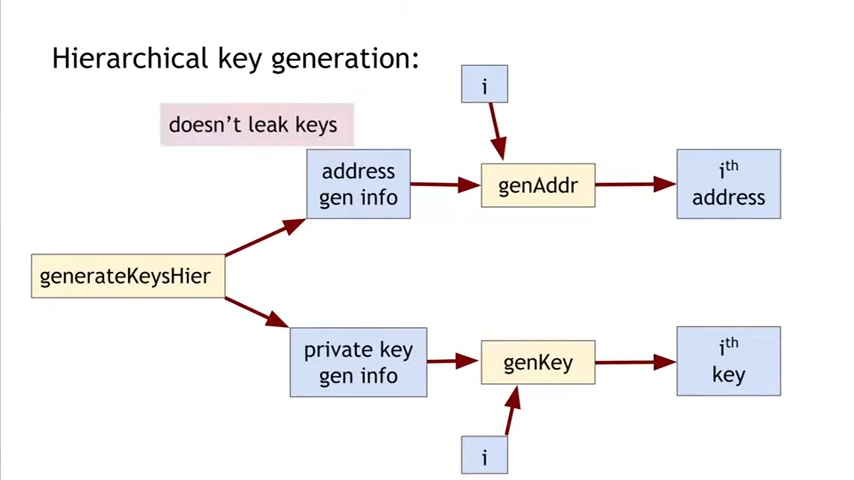 Hierarchical key generation:
i
doesn't leak keys
address
gen info
genAddr
ith
address
generateKeysHier
private key
gen info
genKey
ith
key
i